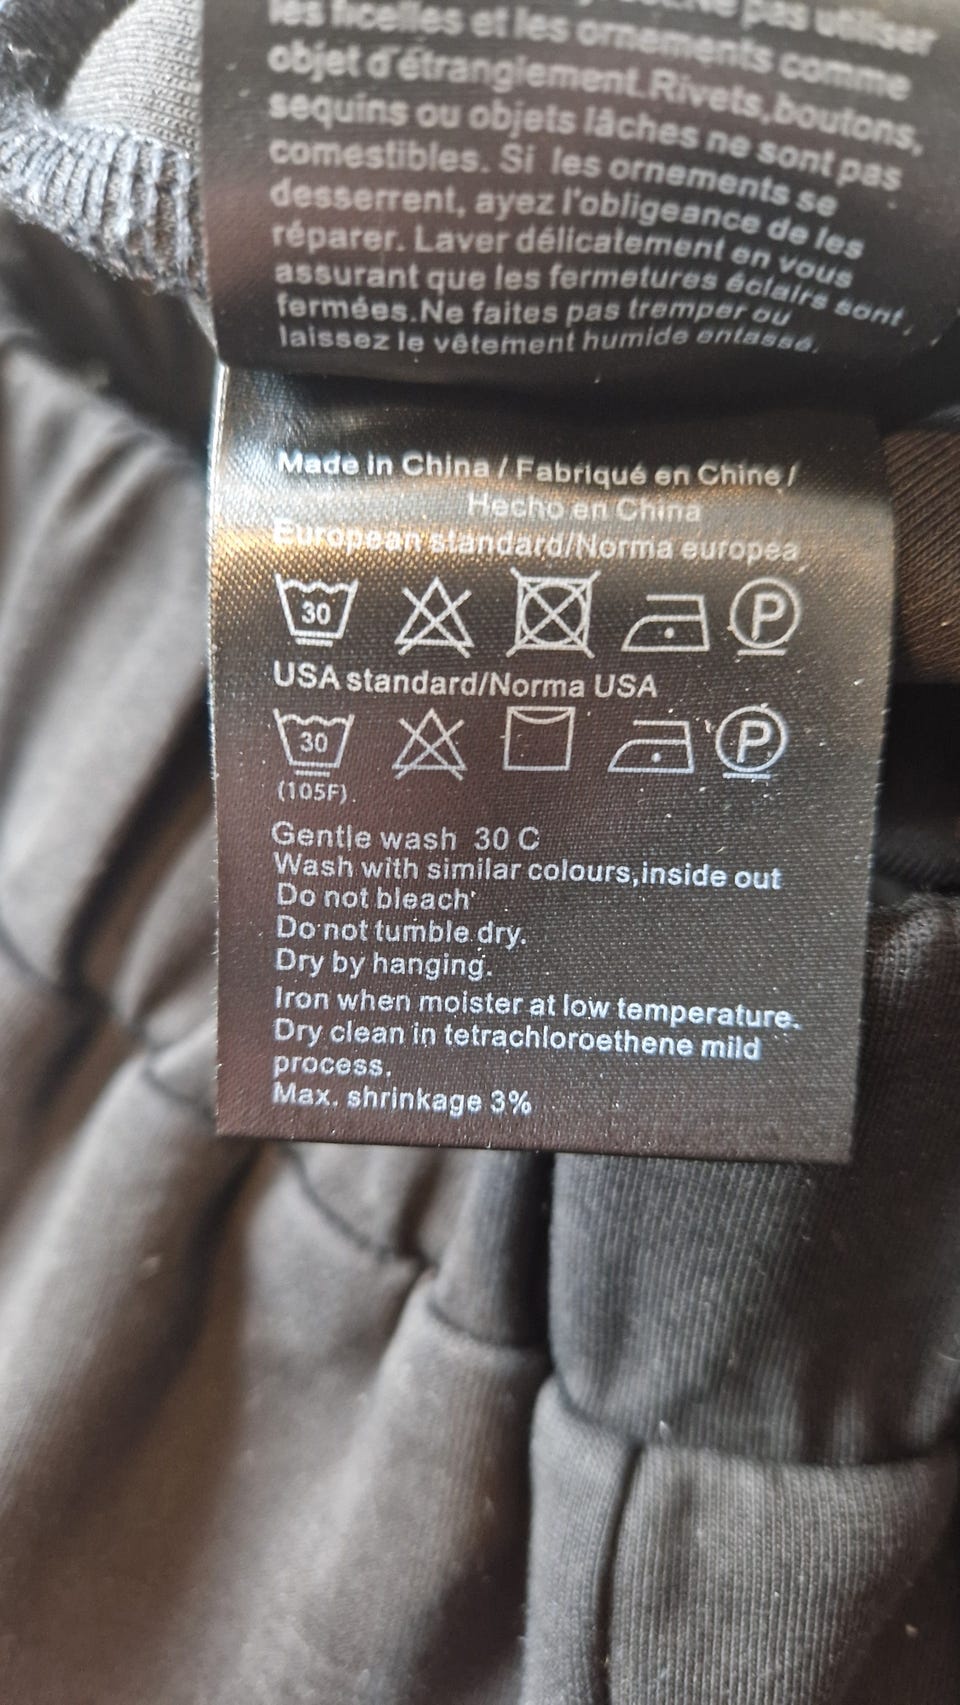 Ne pas utiliser
les ficelles et les ornements comme
objet d'étranglement.Rivets,boutons,
sequins ou objets lâches ne sont pas
comestibles. Si les ornements se
desserrent, ayez l'obligeance de les
réparer. Laver délicatement en vous
assurant que les fermetures éclairs sont
fermées.Ne faites pas tremper ou
laissez le vêtement humide entassé.
Made in China / Fabriqué en Chine /
Hecho en China
European standard/Norma europea
30 P
USA standard/Norma USA
30 P
(105F)
Gentle wash 30 C
Wash with similar colours,inside out
Do not bleach
Do not tumble dry.
Dry by hanging.
Iron when moister at low temperature.
Dry clean in tetrachloroethene mild
process.
Max. shrinkage 3%